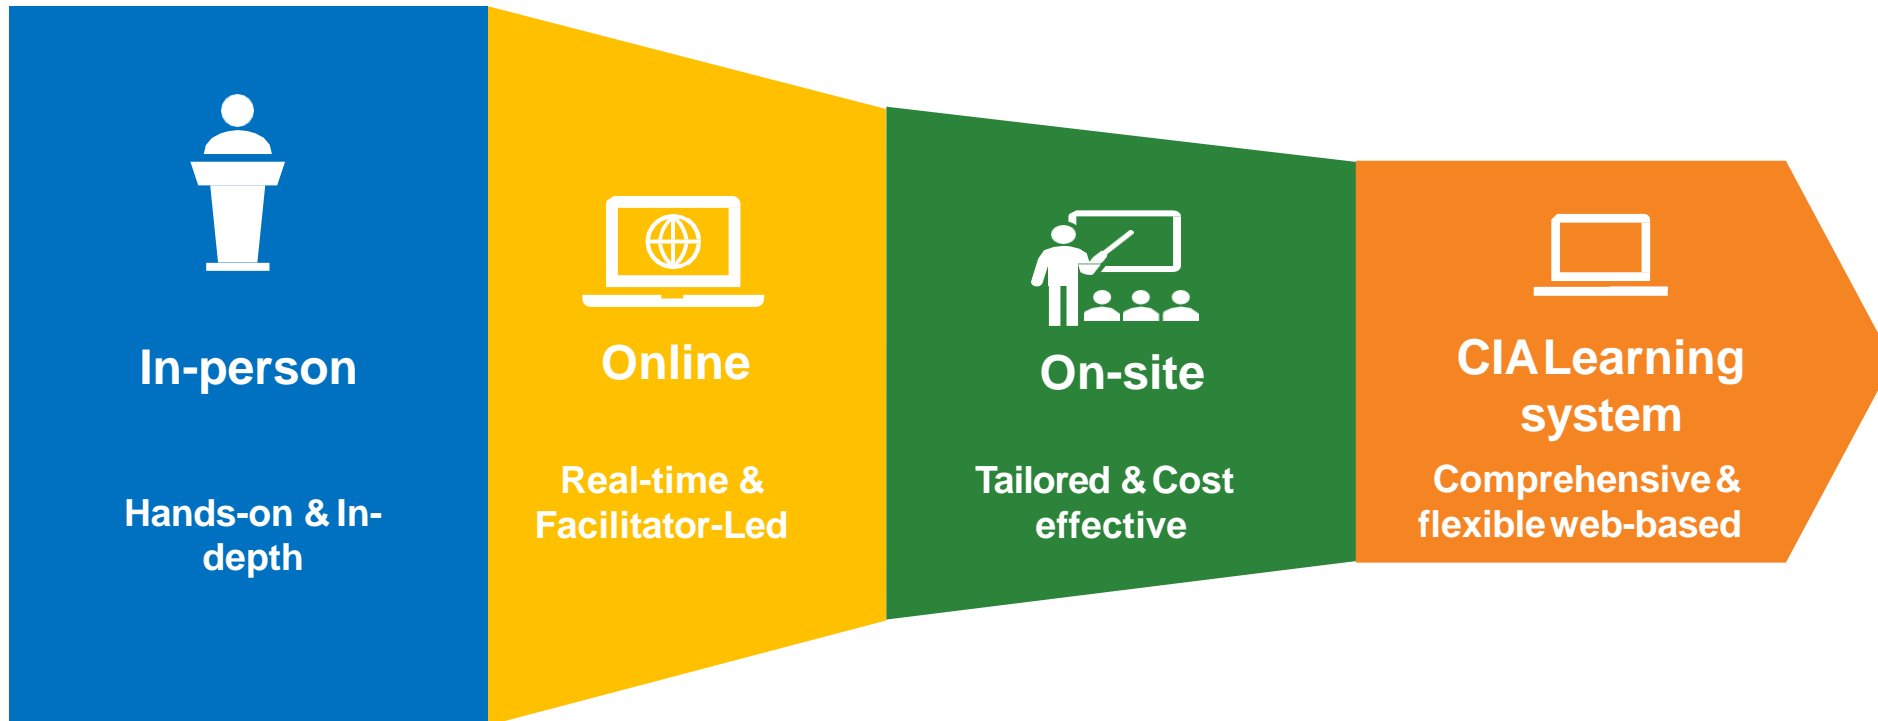 In-person
Hands-on & In-
depth
Online
Real-time &
Facilitator-Led
On-site
Tailored & Cost
effective
CIA Learning
system
Comprehensive &
flexible web-based